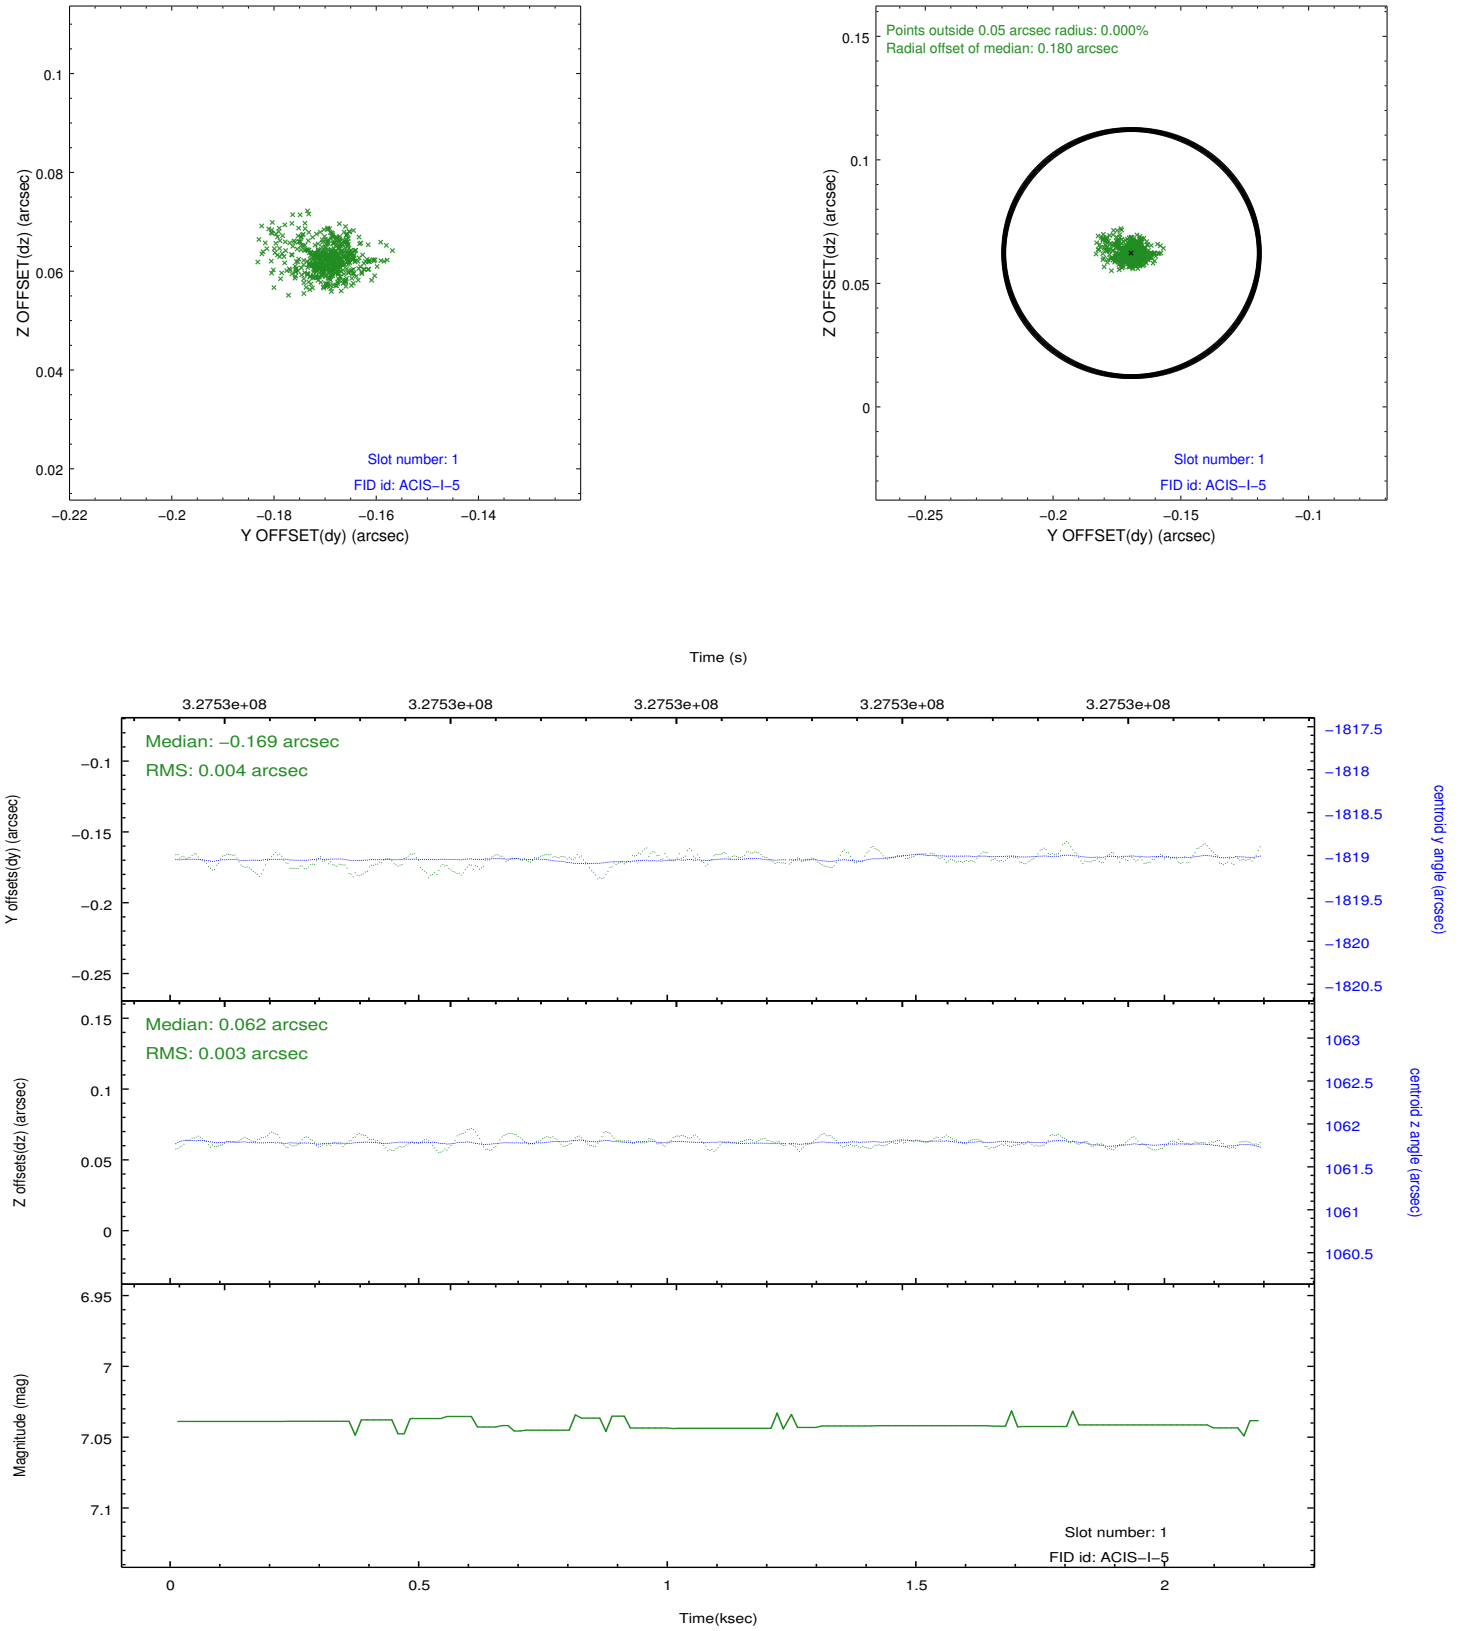 0.1
0.08
0.06
0.04
0.02
Z OFFSET(dz) (arcsec)
Slot number: 1
FID id: ACIS−I−5
−0.22
−0.2
−0.18
−0.16
−0.14
Y OFFSET(dy) (arcsec)
Points outside 0.05 arcsec radius: 0.000%
Radial offset of median: 0.180 arcsec
0.15
0.1
0.05
0
Z OFFSET(dz) (arcsec)
Slot number: 1
FID id: ACIS−I−5
−0.25
−0.2
−0.15
−0.1
Y OFFSET(dy) (arcsec)
Time (s)
3.2753e+08
3.2753e+08
3.2753e+08
3.2753e+08
3.2753e+08
Median: −0.169 arcsec
RMS: 0.004 arcsec
−0.1
−0.15
−0.2
−0.25
Y offsets(dy) (arcsec)
−1817.5
−1818
−1818.5
−1819
−1819.5
−1820
−1820.5
centroid y angle (arcsec)
Median: 0.062 arcsec
RMS: 0.003 arcsec
0.15
0.1
0.05
0
Z offsets(dz) (arcsec)
1063
1062.5
1062
1061.5
1061
1060.5
centroid z angle (arcsec)
6.95
7
7.05
7.1
Magnitude (mag)
Slot number: 1
FID id: ACIS−I−5
0
0.5
1
1.5
2
Time(ksec)